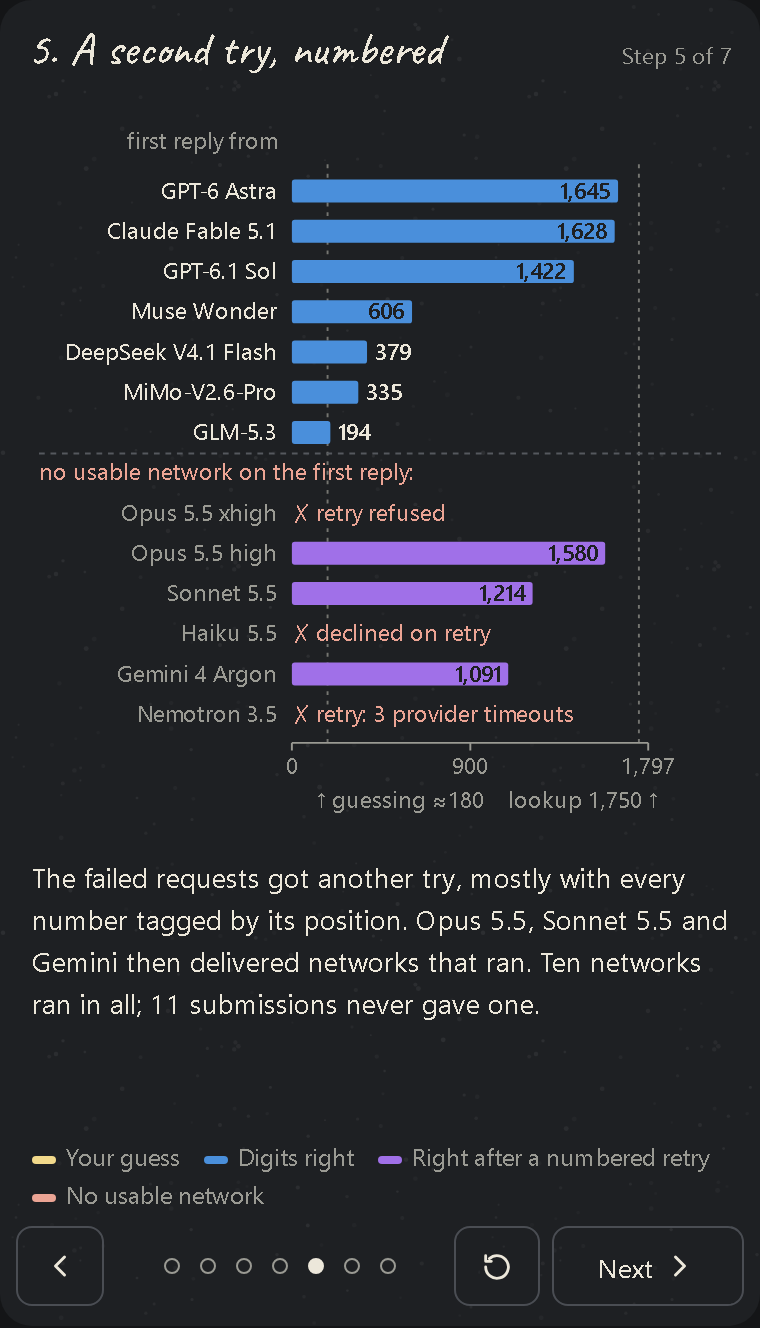 5. A second try, numbered
Step 5 of 7
first reply from
GPT-6 Astra 1,645
Claude Fable 5.1 1,628
GPT-6.1 Sol 1,422
Muse Wonder 606
DeepSeek V4.1 Flash 379
MiMo-V2.6-Pro 335
GLM-5.3 194
no usable network on the first reply:
Opus 5.5 xhigh ✗ retry refused
Opus 5.5 high 1,580
Sonnet 5.5 1,214
Haiku 5.5 ✗ declined on retry
Gemini 4 Argon 1,091
Nemotron 3.5 ✗ retry: 3 provider timeouts
0 900 1,797
↑ guessing ≈180 lookup 1,750 ↑
The failed requests got another try, mostly with every
number tagged by its position. Opus 5.5, Sonnet 5.5 and
Gemini then delivered networks that ran. Ten networks
ran in all; 11 submissions never gave one.
Your guess Digits right Right after a numbered retry
No usable network
Next